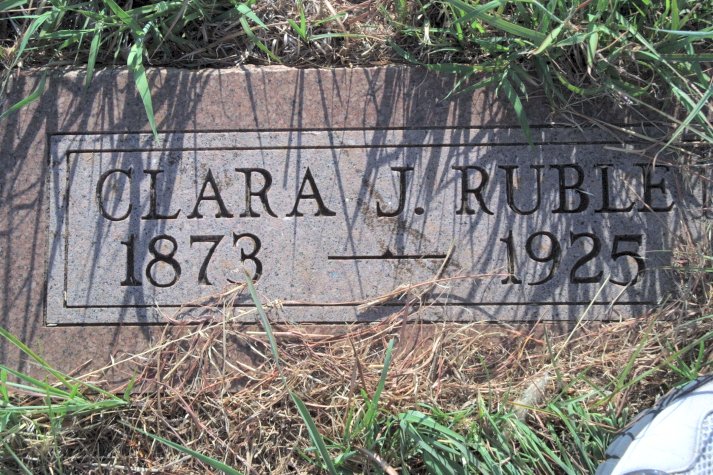 CLARA J. RUBLE
1873 — 1925